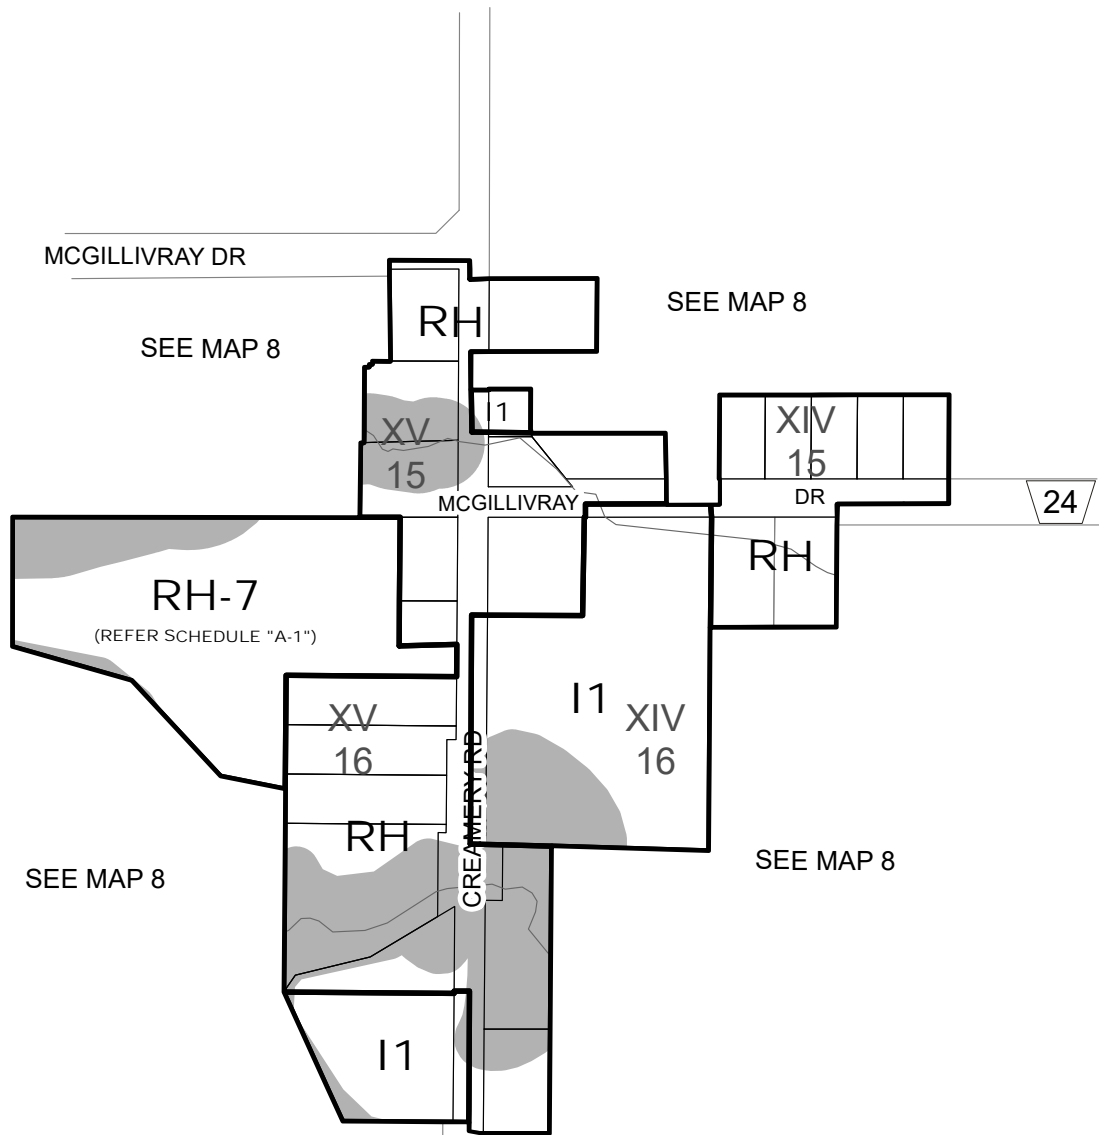 MCGILLIVRAY DR
SEE MAP 8
RH
SEE MAP 8
I1
XV
15
XIV
15
MCGILLIVRAY
DR
24
RH
RH-7
(REFER SCHEDULE "A-1")
I1
XIV
16
XV
16
CREAMERY RD
RH
SEE MAP 8
SEE MAP 8
I1